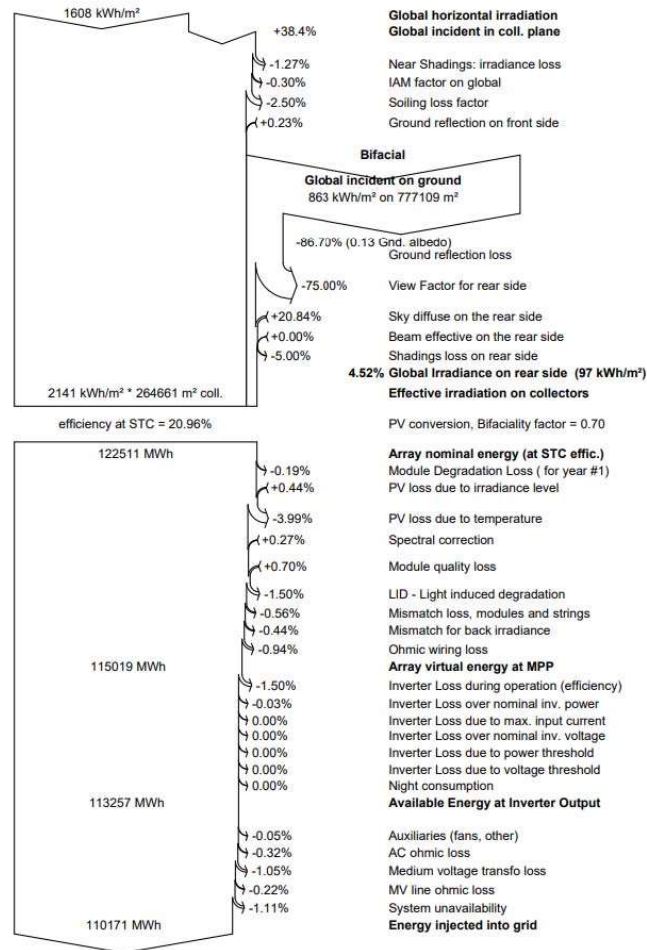 1608 kWh/m² Global horizontal irradiation
+38.4% Global incident in coll. plane
-1.27% Near Shadings: irradiance loss
-0.30% IAM factor on global
-2.50% Soiling loss factor
+0.23% Ground reflection on front side
Bifacial
Global incident on ground
863 kWh/m² on 777109 m²
-86.70% (0.13 Gnd. albedo)
Ground reflection loss
-75.00% View Factor for rear side
+20.84% Sky diffuse on the rear side
+0.00% Beam effective on the rear side
-5.00% Shadings loss on rear side
4.52% Global Irradiance on rear side (97 kWh/m²)
2141 kWh/m² * 264661 m² coll. Effective irradiation on collectors
efficiency at STC = 20.96% PV conversion, Bifaciality factor = 0.70
122511 MWh Array nominal energy (at STC effic.)
-0.19% Module Degradation Loss ( for year #1)
+0.44% PV loss due to irradiance level
-3.99% PV loss due to temperature
+0.27% Spectral correction
+0.70% Module quality loss
-1.50% LID - Light induced degradation
-0.56% Mismatch loss, modules and strings
-0.44% Mismatch for back irradiance
-0.94% Ohmic wiring loss
115019 MWh Array virtual energy at MPP
-1.50% Inverter Loss during operation (efficiency)
-0.03% Inverter Loss over nominal inv. power
0.00% Inverter Loss due to max. input current
0.00% Inverter Loss over nominal inv. voltage
0.00% Inverter Loss due to power threshold
0.00% Inverter Loss due to voltage threshold
0.00% Night consumption
113257 MWh Available Energy at Inverter Output
-0.05% Auxiliaries (fans, other)
-0.32% AC ohmic loss
-1.05% Medium voltage transfo loss
-0.22% MV line ohmic loss
-1.11% System unavailability
110171 MWh Energy injected into grid